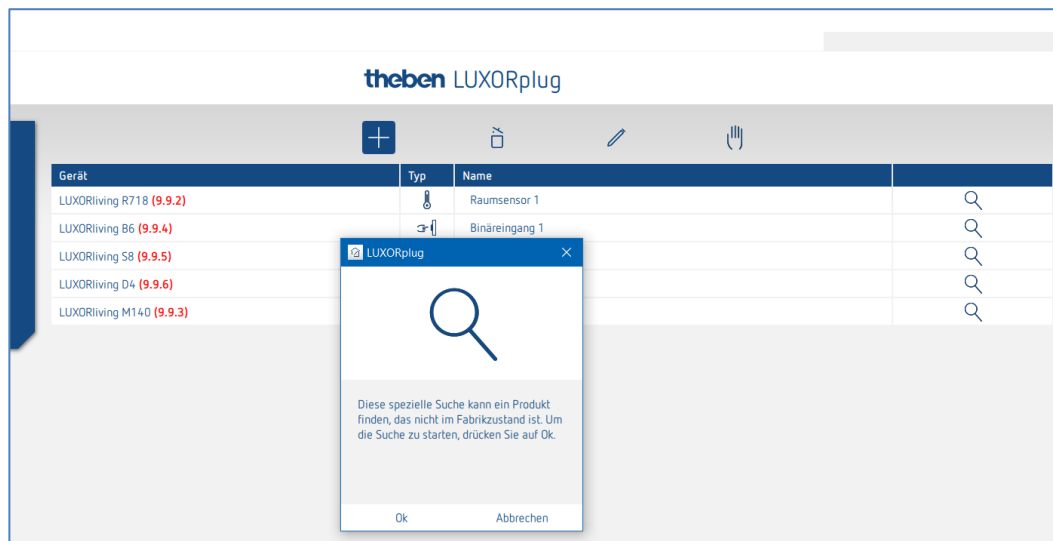 theben LUXORplug
Gerät Typ Name
LUXORliving R718 (9.9.2) Raumsensor 1
LUXORliving B6 (9.9.4) Binäreingang 1
LUXORliving S8 (9.9.5)
LUXORliving D4 (9.9.6)
LUXORliving M140 (9.9.3)
LUXORplug
Diese spezielle Suche kann ein Produkt
finden, das nicht im Fabrikzustand ist. Um
die Suche zu starten, drücken Sie auf Ok.
Ok Abbrechen